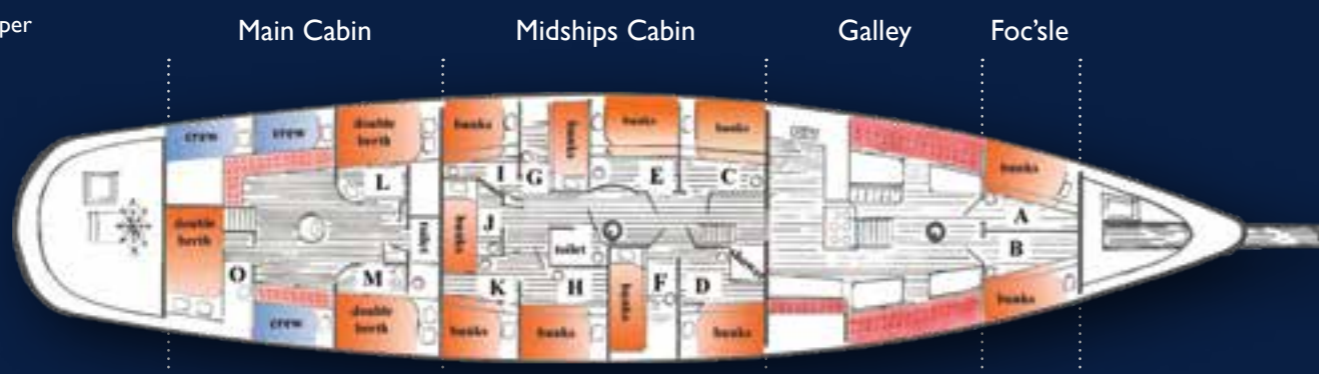 per
Main Cabin
Midships Cabin
Galley
Foc'sle
crew
crew
double
berth
bunks
bunks
bunks
bunks
bunks
L
I
G
E
C
A
double
berth
toilet
bunks
J
toilet
shower
B
O
M
K
H
F
D
crew
double
berth
bunks
bunks
bunks
bunks
bunks